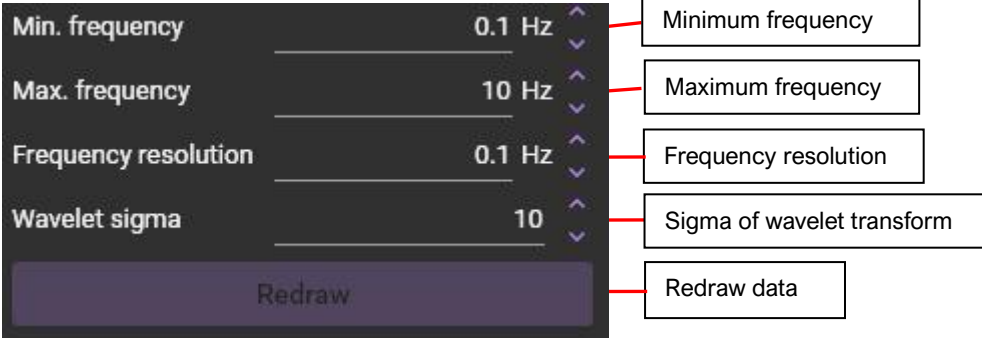 Min. frequency 0.1 Hz Minimum frequency
Max. frequency 10 Hz Maximum frequency
Frequency resolution 0.1 Hz Frequency resolution
Wavelet sigma 10 Sigma of wavelet transform
Redraw Redraw data